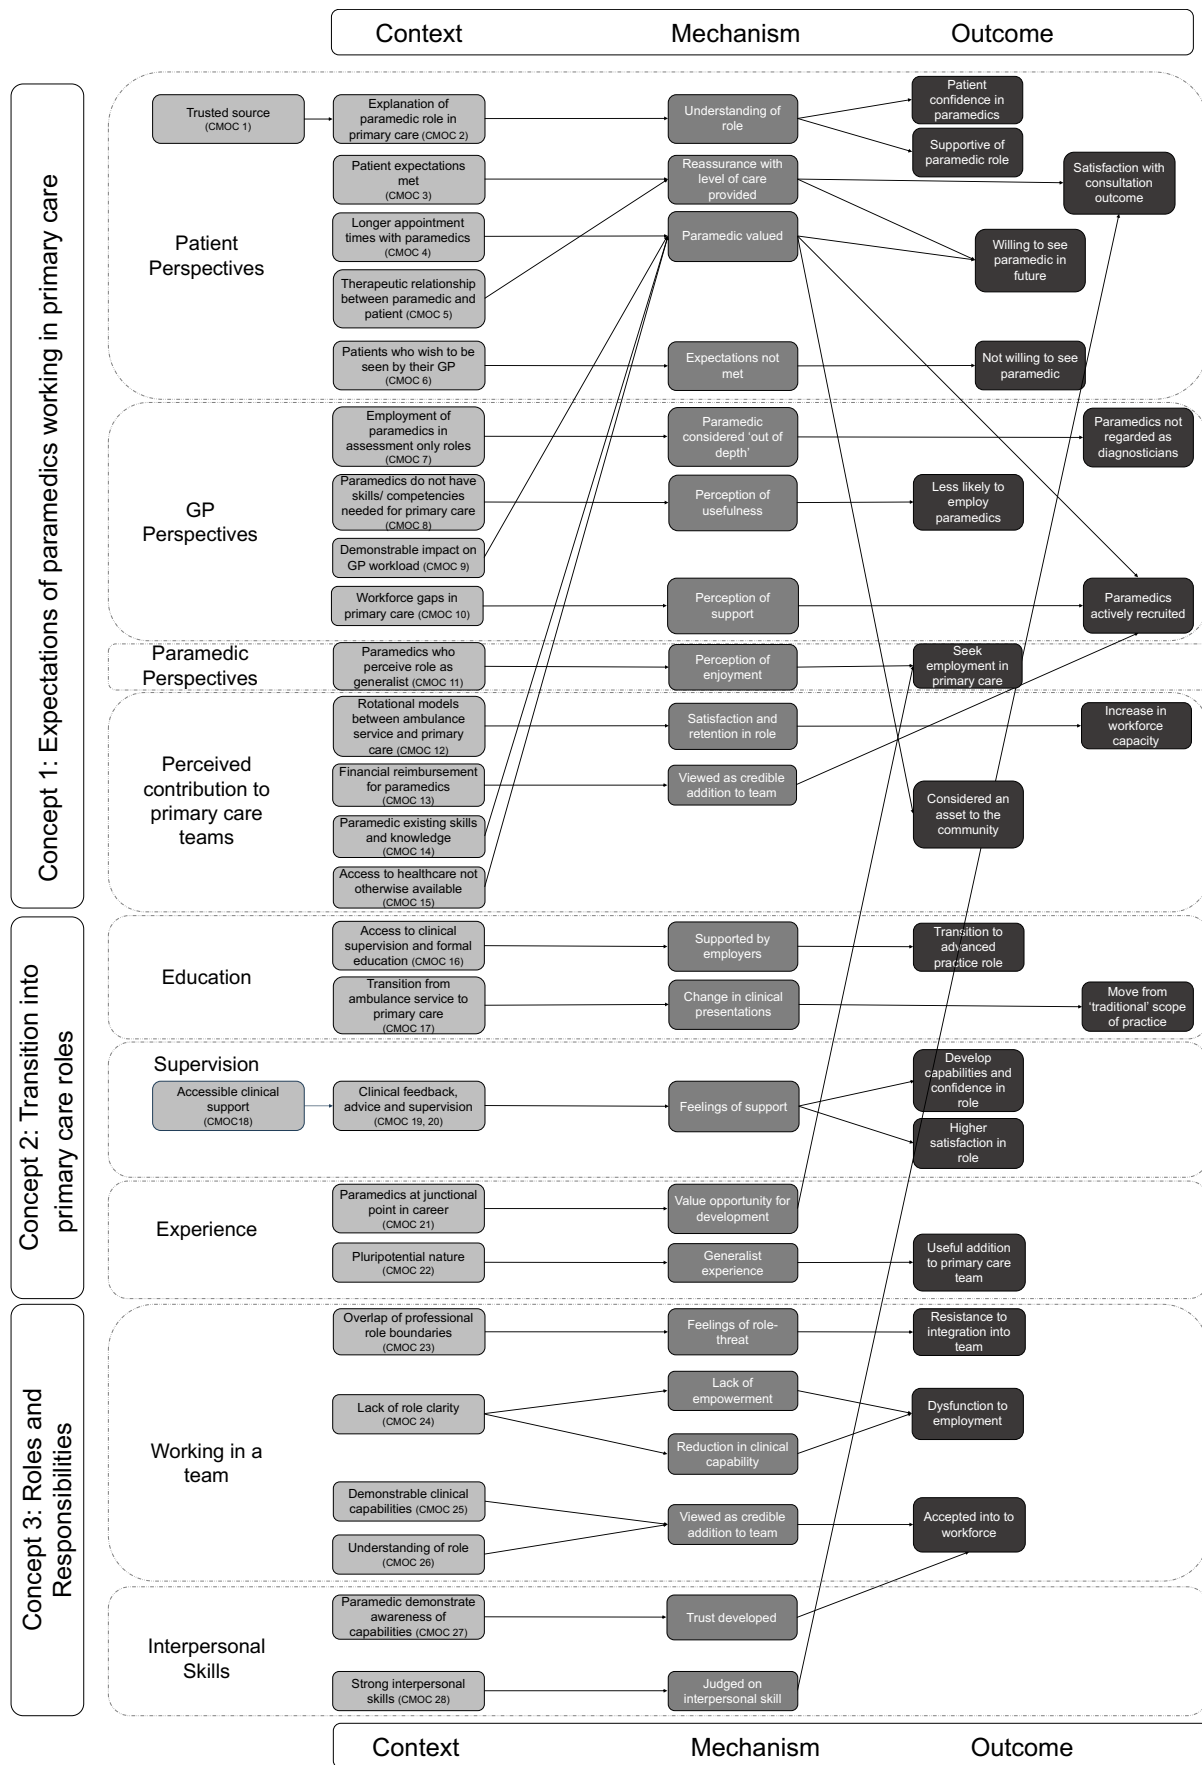 Context
Mechanism
Outcome
Concept 1: Expectations of paramedics working in primary care
Patient
Perspectives
Trusted source
(CMOC 1)
Explanation of
paramedic role in
primary care (CMOC 2)
Understanding of
role
Patient
confidence in
paramedics
Supportive of
paramedic role
Patient expectations
met
(CMOC 3)
Reassurance with
level of care
provided
Satisfaction with
consultation
outcome
Longer appointment
times with paramedics
(CMOC 4)
Paramedic valued
Willing to see
paramedic in
future
Therapeutic relationship
between paramedic and
patient (CMOC 5)
Patients who wish to be
seen by their GP
(CMOC 6)
Expectations not
met
Not willing to see
paramedic
GP
Perspectives
Employment of
paramedics in
assessment only roles
(CMOC 7)
Paramedic
considered ‘out of
depth’
Paramedics not
regarded as
diagnosticians
Paramedics do not have
skills/ competencies
needed for primary care
(CMOC 8)
Perception of
usefulness
Less likely to
employ
paramedics
Demonstrable impact on
GP workload (CMOC 9)
Workforce gaps in
primary care (CMOC 10)
Perception of
support
Paramedics
actively recruited
Paramedic
Perspectives
Paramedics who
perceive role as
generalist (CMOC 11)
Perception of
enjoyment
Seek
employment in
primary care
Perceived
contribution to
primary care
teams
Rotational models
between ambulance
service and primary
care (CMOC 12)
Satisfaction and
retention in role
Increase in
workforce
capacity
Financial reimbursement
for paramedics
(CMOC 13)
Viewed as credible
addition to team
Considered an
asset to the
community
Paramedic existing skills
and knowledge
(CMOC 14)
Access to healthcare not
otherwise available
(CMOC 15)
Concept 2: Transition into
primary care roles
Education
Access to clinical
supervision and formal
education (CMOC 16)
Supported by
employers
Transition to
advanced
practice role
Transition from
ambulance service to
primary care
(CMOC 17)
Change in clinical
presentations
Move from
‘traditional’ scope
of practice
Supervision
Accessible clinical
support
(CMOC18)
Clinical feedback,
advice and supervision
(CMOC 19, 20)
Feelings of support
Develop
capabilities and
confidence in
role
Higher
satisfaction in
role
Experience
Paramedics at junctional
point in career
(CMOC 21)
Value opportunity for
development
Pluripotential nature
(CMOC 22)
Generalist
experience
Useful addition
to primary care
team
Concept 3: Roles and
Responsibilities
Working in a
team
Overlap of professional
role boundaries
(CMOC 23)
Feelings of role-
threat
Resistance to
integration into
team
Lack of role clarity
(CMOC 24)
Lack of
empowerment
Reduction in clinical
capability
Dysfunction to
employment
Demonstrable clinical
capabilities (CMOC 25)
Understanding of role
(CMOC 26)
Viewed as credible
addition to team
Accepted into to
workforce
Interpersonal
Skills
Paramedic demonstrate
awareness of
capabilities (CMOC 27)
Trust developed
Strong interpersonal
skills (CMOC 28)
Judged on
interpersonal skill
Context
Mechanism
Outcome